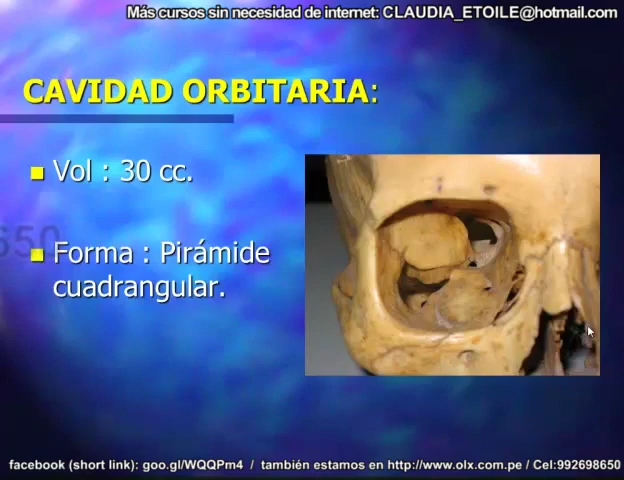 Más cursos sin necesidad de internet: CLAUDIA_ETOILE@hotmail.com
CAVIDAD ORBITARIA:
Vol : 30 cc.
650
Forma : Pirámide
cuadrangular.
facebook (short link): goo.gl/WQQPm4 / también estamos en http://www.olx.com.pe / Cel:992698650